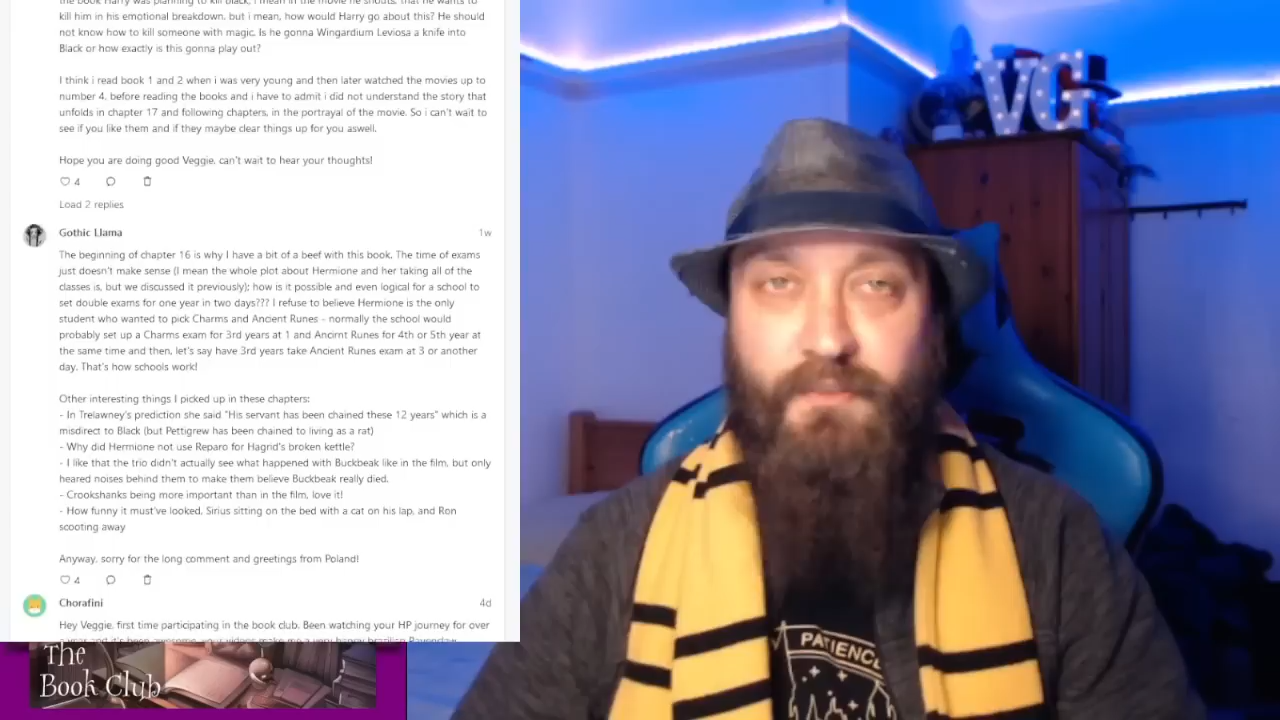 kill him in his emotional breakdown, but i mean, how would Harry go about this? He should
not know how to kill someone with magic. Is he gonna Wingardium Leviosa a knife into
Black or how exactly is this gonna play out?
I think i read book 1 and 2 when i was very young and then later watched the movies up to
number 4, before reading the books and i have to admit i did not understand the story that
unfolds in chapter 17 and following chapters, in the portrayal of the movie. So i can't wait to
see if you like them and if they maybe clear things up for you aswell.
Hope you are doing good Veggie, can't wait to hear your thoughts!
4
Load 2 replies
Gothic Llama 1w
The beginning of chapter 16 is why I have a bit of a beef with this book. The time of exams
just doesn't make sense (I mean the whole plot about Hermione and her taking all of the
classes is, but we discussed it previously); how is it possible and even logical for a school to
set double exams for one year in two days??? I refuse to believe Hermione is the only
student who wanted to pick Charms and Ancient Runes - normally the school would
probably set up a Charms exam for 3rd years at 1 and Ancirnt Runes for 4th or 5th year at
the same time and then, let's say have 3rd years take Ancient Runes exam at 3 or another
day. That's how schools work!
Other interesting things I picked up in these chapters:
- In Trelawney's prediction she said "His servant has been chained these 12 years" which is a
misdirect to Black (but Pettigrew has been chained to living as a rat)
- Why did Hermione not use Reparo for Hagrid's broken kettle?
- I like that the trio didn't actually see what happened with Buckbeak like in the film, but only
heard noises behind them to make them believe Buckbeak really died.
- Crookshanks being more important than in the film, love it!
- How funny it must've looked, Sirius sitting on the bed with a cat on his lap, and Ron
scooting away
Anyway, sorry for the long comment and greetings from Poland!
4
Chorafini 4d
Hey Veggie, first time participating in the book club. Been watching your HP journey for over
The
Book Club
VG
PATIENCE